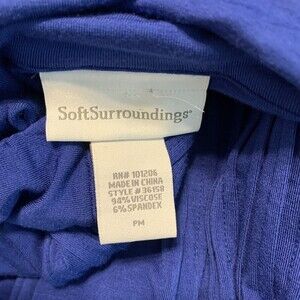 SoftSurroundings®
RN# 101206
MADE IN CHINA
STYLE #36158
94% VISCOSE
6% SPANDEX
PM